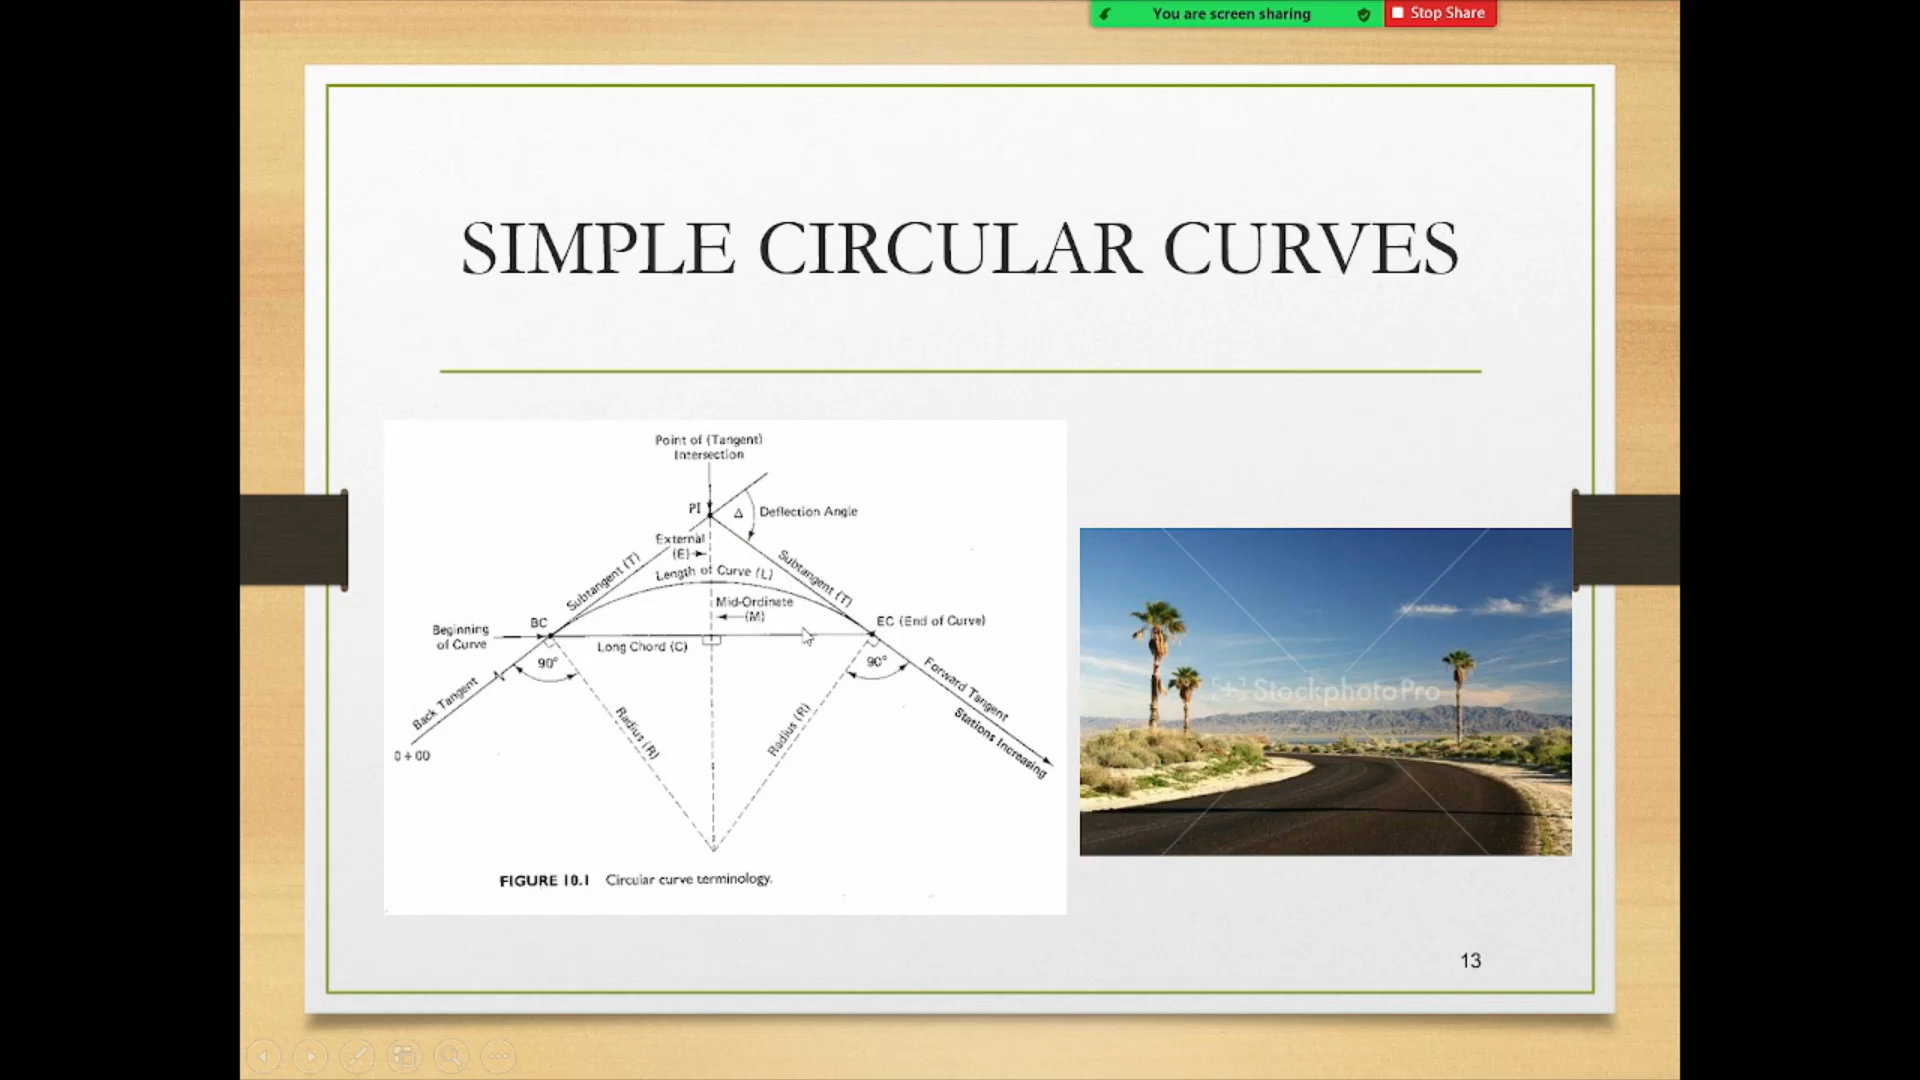 You are screen sharing
Stop Share
SIMPLE CIRCULAR CURVES
Point of (Tangent)
Intersection
PI
Δ
Deflection Angle
External
(E)
Subtangent (T)
Length of Curve (L)
Subtangent (T)
Mid-Ordinate
(M)
BC
EC (End of Curve)
Beginning
of Curve
Long Chord (C)
90°
90°
Back Tangent
Forward Tangent
Stations Increasing
Radius (R)
Radius (R)
0 + 00
FIGURE 10.1 Circular curve terminology.
StockphotoPro
13